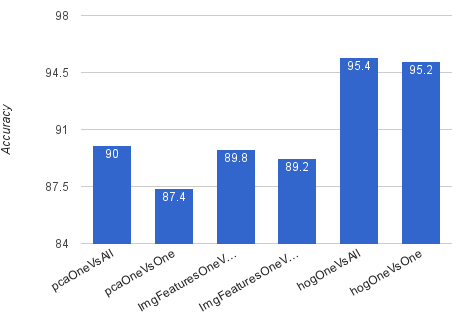 98
94.5
91
87.5
84
Accuracy
90
87.4
89.8
89.2
95.4
95.2
pcaOneVsAll
pcaOneVsOne
ImgFeaturesOneV...
ImgFeaturesOneV...
hogOneVsAll
hogOneVsOne